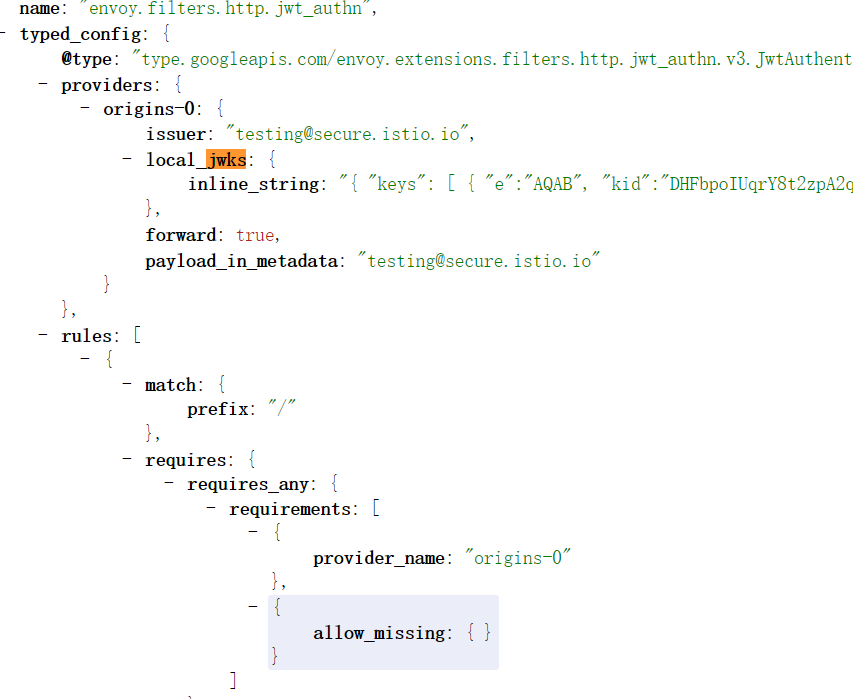 name: "envoy.filters.http.jwt_authn",
- typed_config: {
@type: "type.googleapis.com/envoy.extensions.filters.http.jwt_authn.v3.JwtAuthent
- providers: {
- origins-0: {
issuer: "testing@secure.istio.io",
- local_jwks: {
inline_string: "{ "keys": [ { "e":"AQAB", "kid":"DHFbpoIUqrY8t2zpA2q
},
forward: true,
payload_in_metadata: "testing@secure.istio.io"
}
},
- rules: [
- {
- match: {
prefix: "/"
},
- requires: {
- requires_any: {
- requirements: [
- {
provider_name: "origins-0"
},
- {
allow_missing: { }
}
]